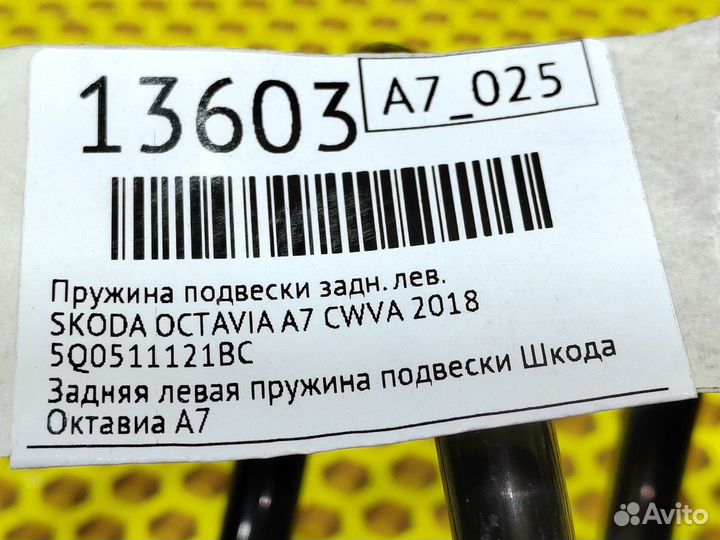 13603
A7_025
Пружина подвески задн. лев.
SKODA OCTAVIA A7 CWVA 2018
5Q0511121BC
Задняя левая пружина подвески Шкода
Октавиа А7
Avito